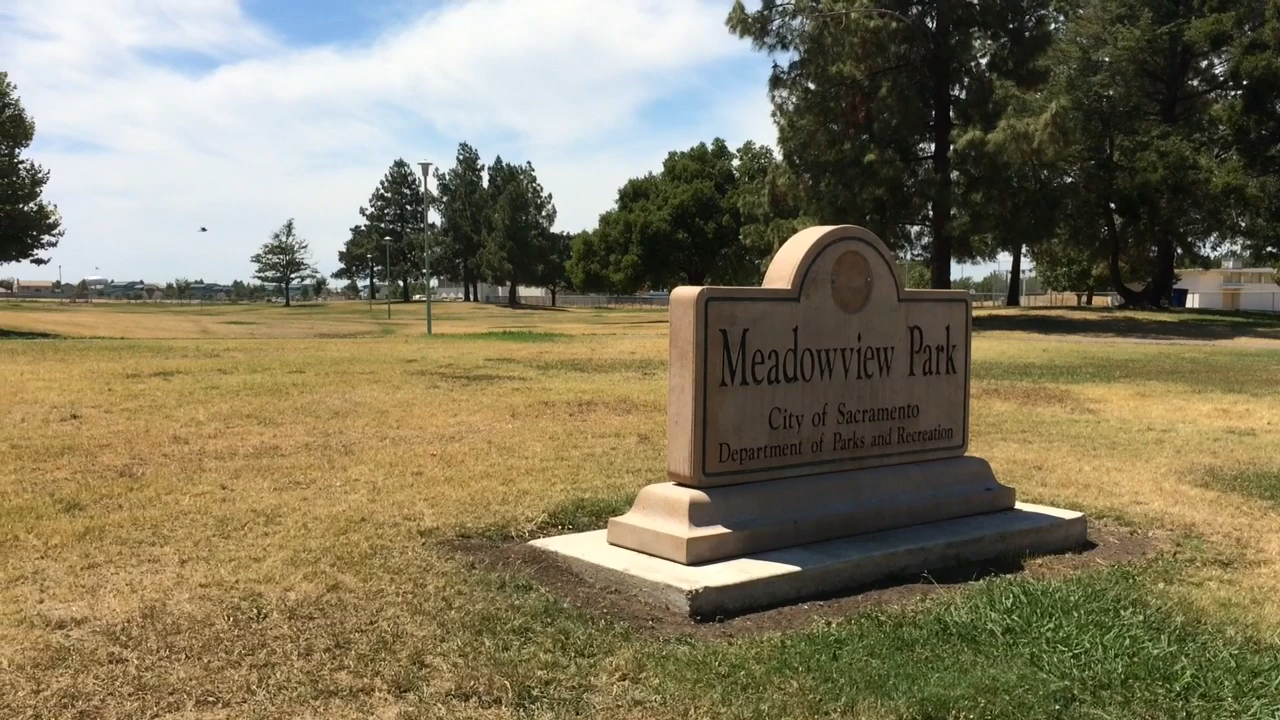 Meadowview Park
City of Sacramento
Department of Parks and Recreation